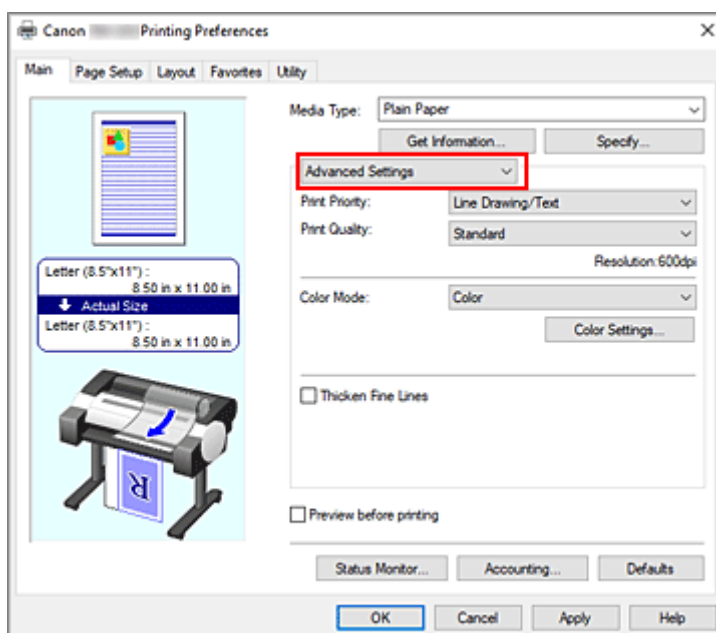 Canon Printing Preferences
Main Page Setup Layout Favorites Utility
Media Type: Plain Paper
Get Information... Specify...
Advanced Settings
Print Priority: Line Drawing/Text
Print Quality: Standard
Resolution:600dpi
Letter (8.5"x11") :
8.50 in x 11.00 in
Actual Size
Letter (8.5"x11") :
8.50 in x 11.00 in
Color Mode: Color
Color Settings...
Thicken Fine Lines
R
Preview before printing
Status Monitor... Accounting... Defaults
OK Cancel Apply Help